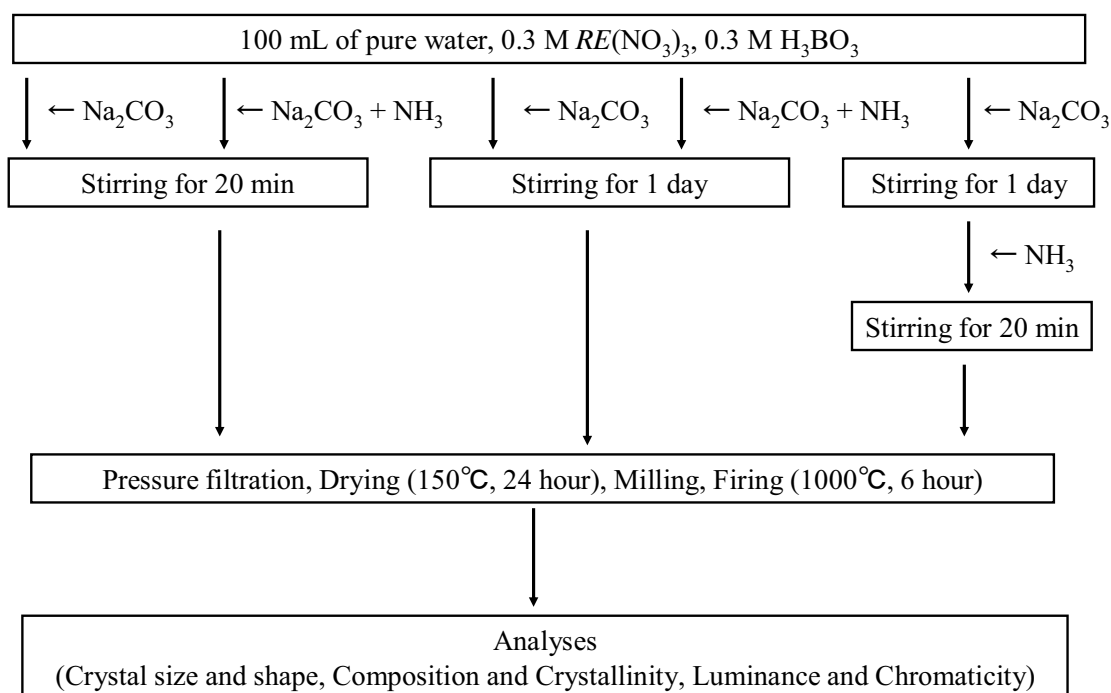 100 mL of pure water, 0.3 M RE(NO₃)₃, 0.3 M H₃BO₃
← Na₂CO₃
← Na₂CO₃ + NH₃
← Na₂CO₃
← Na₂CO₃ + NH₃
← Na₂CO₃
Stirring for 20 min
Stirring for 1 day
Stirring for 1 day
← NH₃
Stirring for 20 min
Pressure filtration, Drying (150℃, 24 hour), Milling, Firing (1000℃, 6 hour)
Analyses
(Crystal size and shape, Composition and Crystallinity, Luminance and Chromaticity)